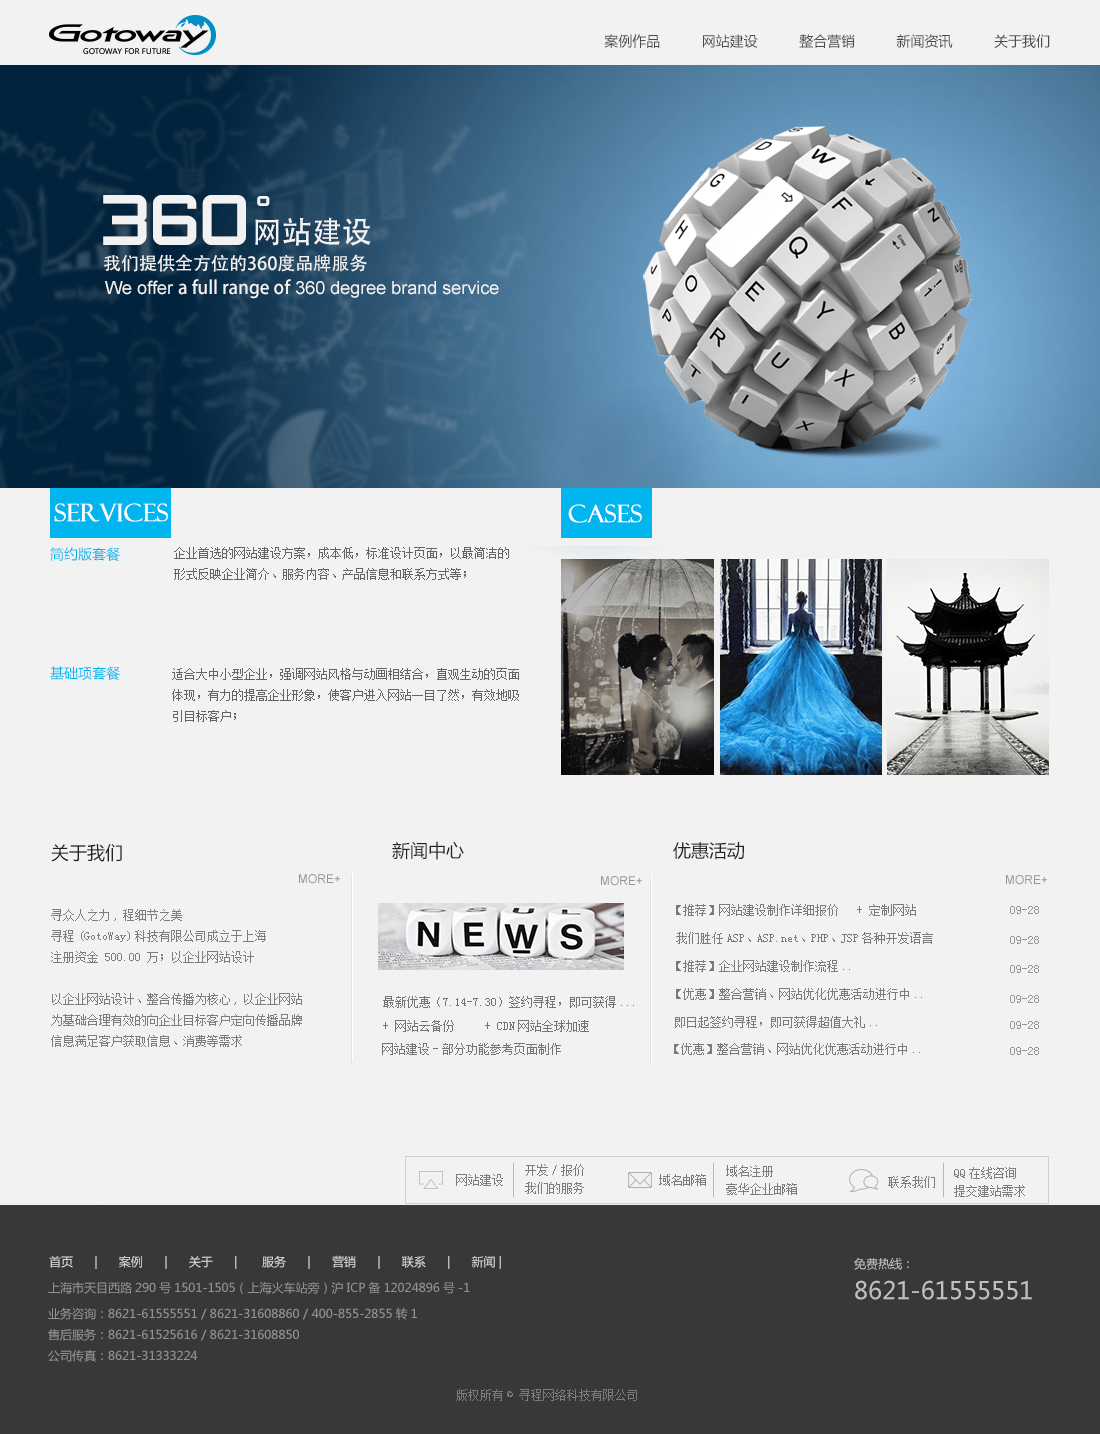 Gotoway
GOTOWAY FOR FUTURE
案例作品 网站建设 整合营销 新闻资讯 关于我们
360°网站建设
我们提供全方位的360度品牌服务
We offer a full range of 360 degree brand service
SERVICES
简约版套餐
企业首选的网站建设方案，成本低，标准设计页面，以最简洁的
形式反映企业简介、服务内容、产品信息和联系方式等；
基础项套餐
适合大中小型企业，强调网站风格与动画相结合，直观生动的页面
体现，有力的提高企业形象，使客户进入网站一目了然，有效地吸
引目标客户；
CASES
关于我们
MORE+
寻众人之力，程细节之美
寻程（GotoWay）科技有限公司成立于上海
注册资金 500.00 万；以企业网站设计
以企业网站设计、整合传播为核心，以企业网站
为基础合理有效的向企业目标客户定向传播品牌
信息满足客户获取信息、消费等需求
新闻中心
MORE+
NEWS
最新优惠（7.14-7.30）签约寻程，即可获得 ...
+ 网站云备份 + CDN 网站全球加速
网站建设 - 部分功能参考页面制作
优惠活动
MORE+
【推荐】网站建设制作详细报价 + 定制网站 09-28
我们胜任 ASP、ASP.net、PHP、JSP 各种开发语言 09-28
【推荐】企业网站建设制作流程 .. 09-28
【优惠】整合营销、网站优化优惠活动进行中 .. 09-28
即日起签约寻程，即可获得超值大礼 .. 09-28
【优惠】整合营销、网站优化优惠活动进行中 .. 09-28
网站建设
开发 / 报价
我们的服务
域名邮箱
域名注册
豪华企业邮箱
联系我们
QQ 在线咨询
提交建站需求
首页 | 案例 | 关于 | 服务 | 营销 | 联系 | 新闻 |
上海市天目西路 290 号 1501-1505（上海火车站旁）沪 ICP 备 12024896 号 -1
业务咨询：8621-61555551 / 8621-31608860 / 400-855-2855 转 1
售后服务：8621-61525616 / 8621-31608850
公司传真：8621-31333224
免费热线：
8621-61555551
版权所有 © 寻程网络科技有限公司